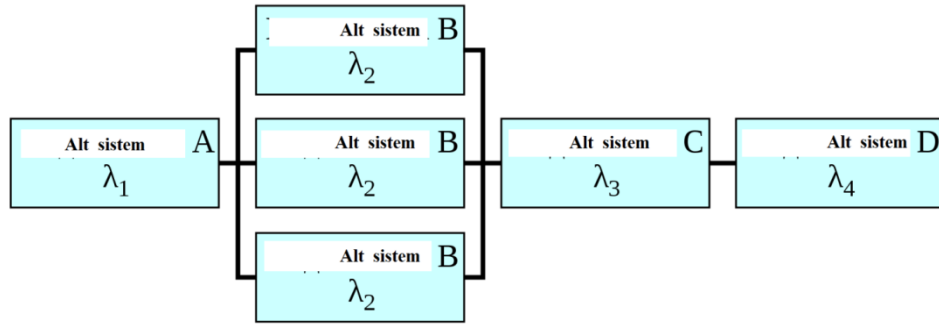 Alt sistem B
λ2
Alt sistem A
λ1
Alt sistem B
λ2
Alt sistem C
λ3
Alt sistem D
λ4
Alt sistem B
λ2